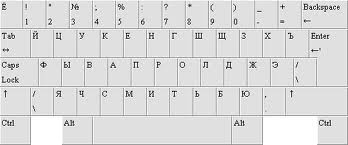 Ё ! " № ; % : ? * ( ) _ + Backspace
1 2 3 4 5 6 7 8 9 0 - = ←
Tab Й Ц У К Е Н Г Ш Щ З Х Ъ Enter
↔ ←'
Caps Ф Ы В А П Р О Л Д Ж Э /
Lock \
↑ / Я Ч С М И Т Ь Б Ю , ↑
\ .
Ctrl Alt Alt Ctrl